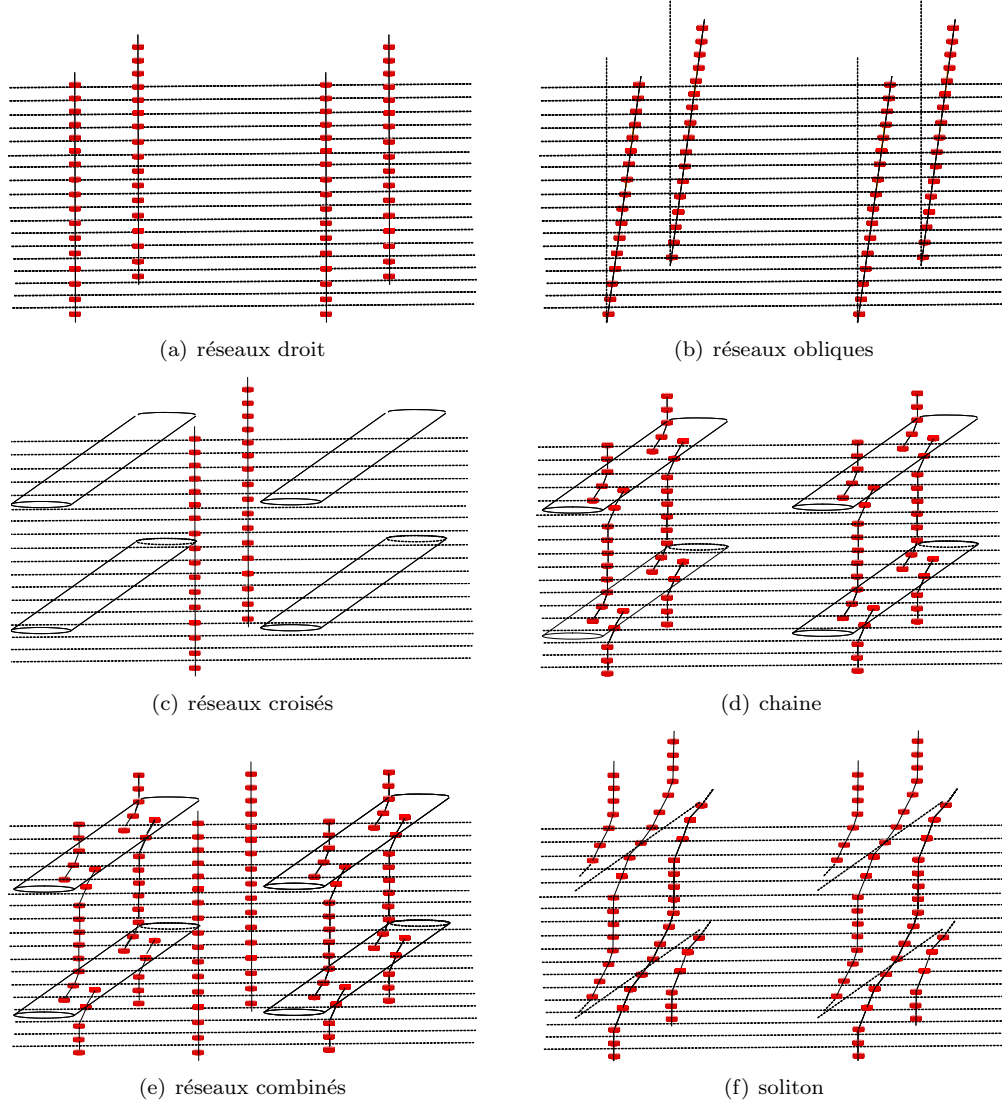 (a) réseaux droit
(b) réseaux obliques
(c) réseaux croisés
(d) chaine
(e) réseaux combinés
(f) soliton